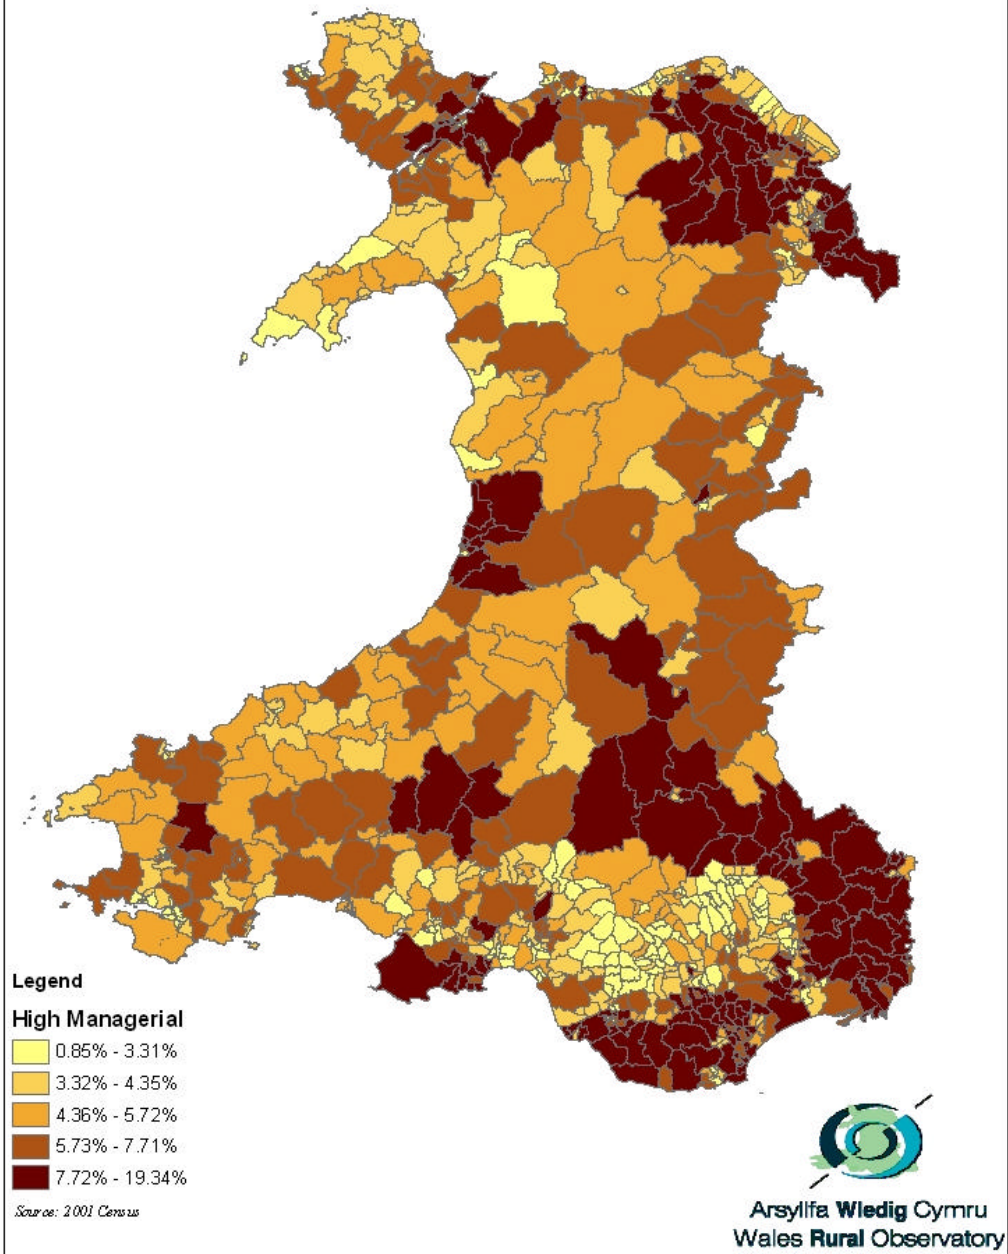 Legend
High Managerial
0.85% - 3.31%
3.32% - 4.35%
4.36% - 5.72%
5.73% - 7.71%
7.72% - 19.34%
Source: 2001 Census
Arsyllfa Wledig Cymru
Wales Rural Observatory